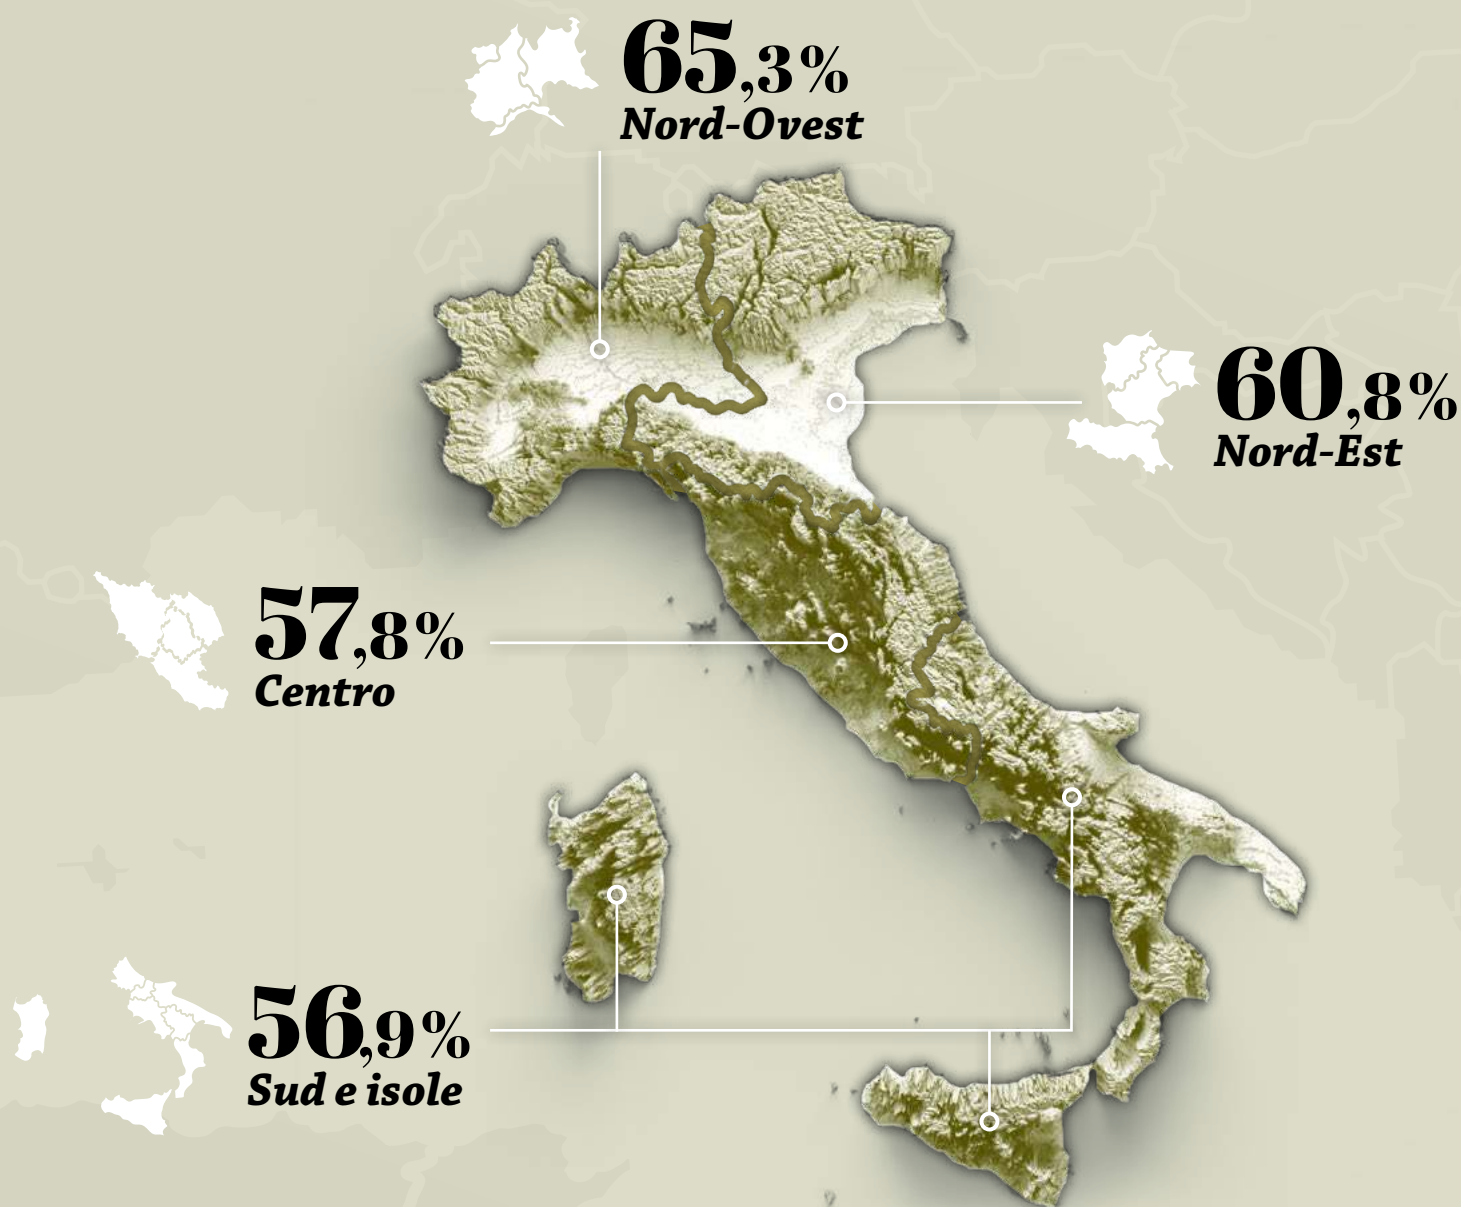 65,3%
Nord-Ovest
60,8%
Nord-Est
57,8%
Centro
56,9%
Sud e isole